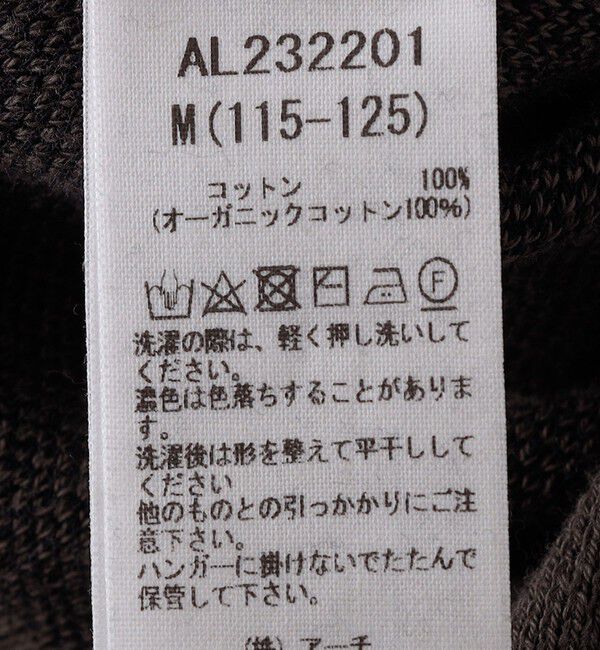 AL232201
M(115-125)
コットン 100%
(オーガニックコットン100%)
F
洗濯の際は、軽く押し洗いして
ください。
濃色は色落ちすることがありま
す。
洗濯後は形を整えて平干しして
ください
他のものとの引っかかりにご注
意下さい。
ハンガーに掛けないでたたんで
保管して下さい。
(株)アーチ